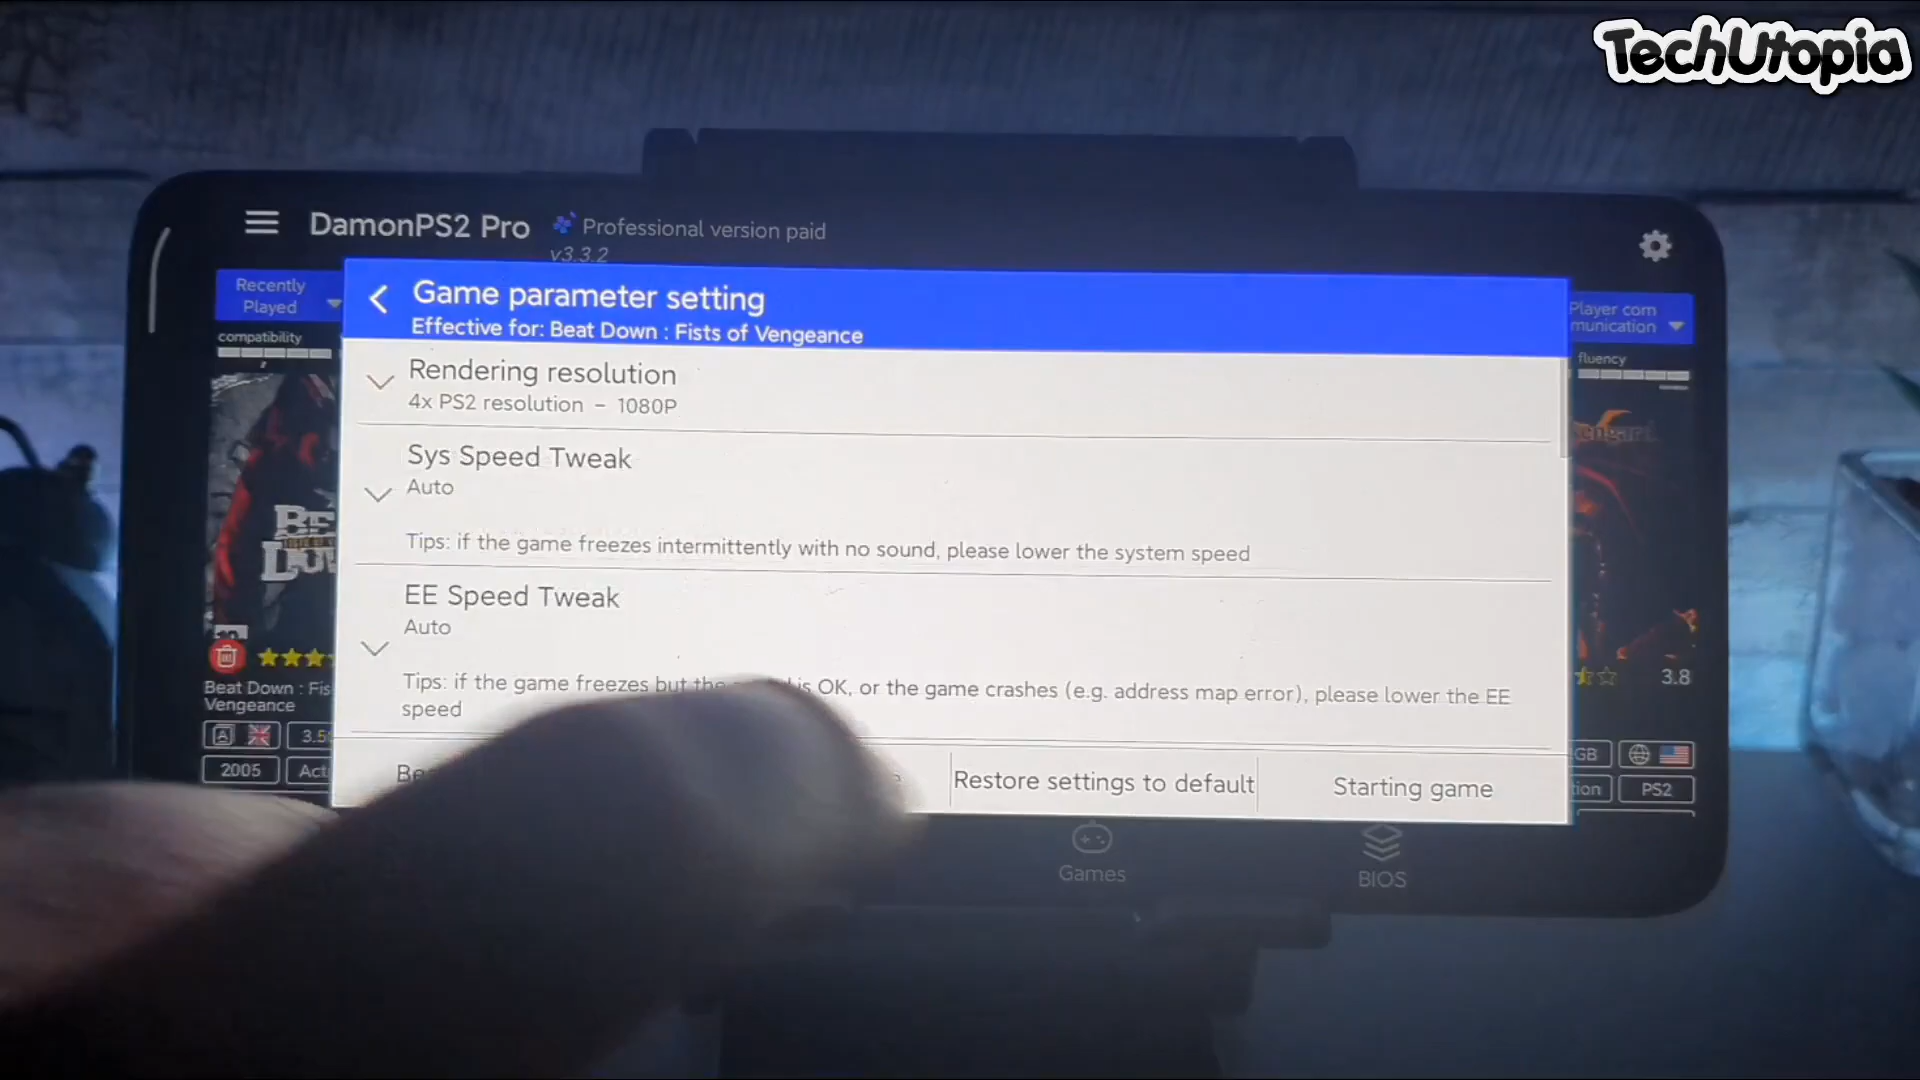 TechUtopia
DamonPS2 Pro
Professional version paid
v3.3.2
Recently
Played
compatibility
Game parameter setting
Effective for: Beat Down : Fists of Vengeance
Player com
munication
fluency
Rendering resolution
4x PS2 resolution - 1080P
Sys Speed Tweak
Auto
Tips: if the game freezes intermittently with no sound, please lower the system speed
EE Speed Tweak
Auto
Tips: if the game freezes but the is OK, or the game crashes (e.g. address map error), please lower the EE
speed
Restore settings to default
Starting game
Beat Down : Fis
Vengeance
3.5
2005
Act
3.8
GB
tion
PS2
Games
BIOS